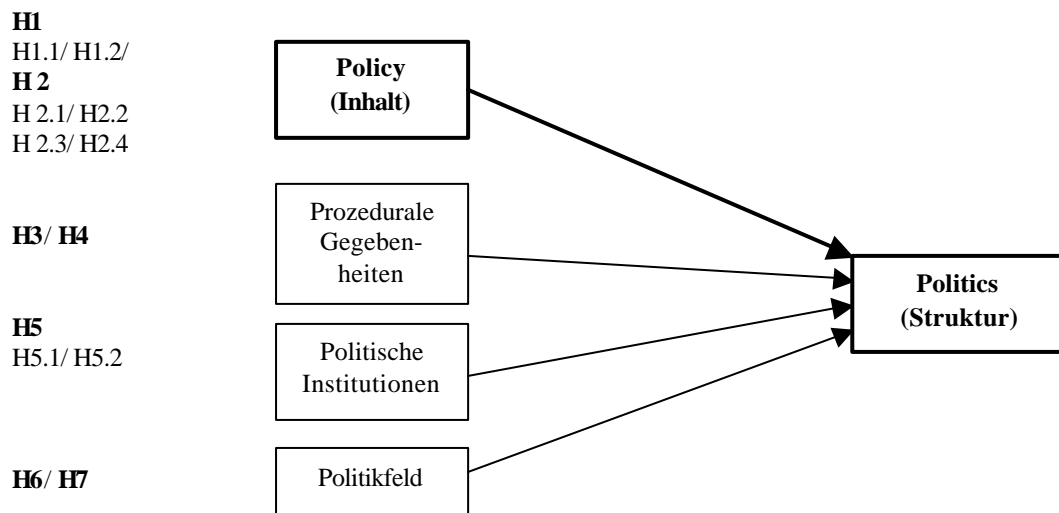 H1
H1.1/ H1.2/
H 2
H 2.1/ H2.2
H 2.3/ H2.4
Policy
(Inhalt)
H3/ H4
Prozedurale
Gegeben-
heiten
Politics
(Struktur)
H5
H5.1/ H5.2
Politische
Institutionen
H6/ H7
Politikfeld